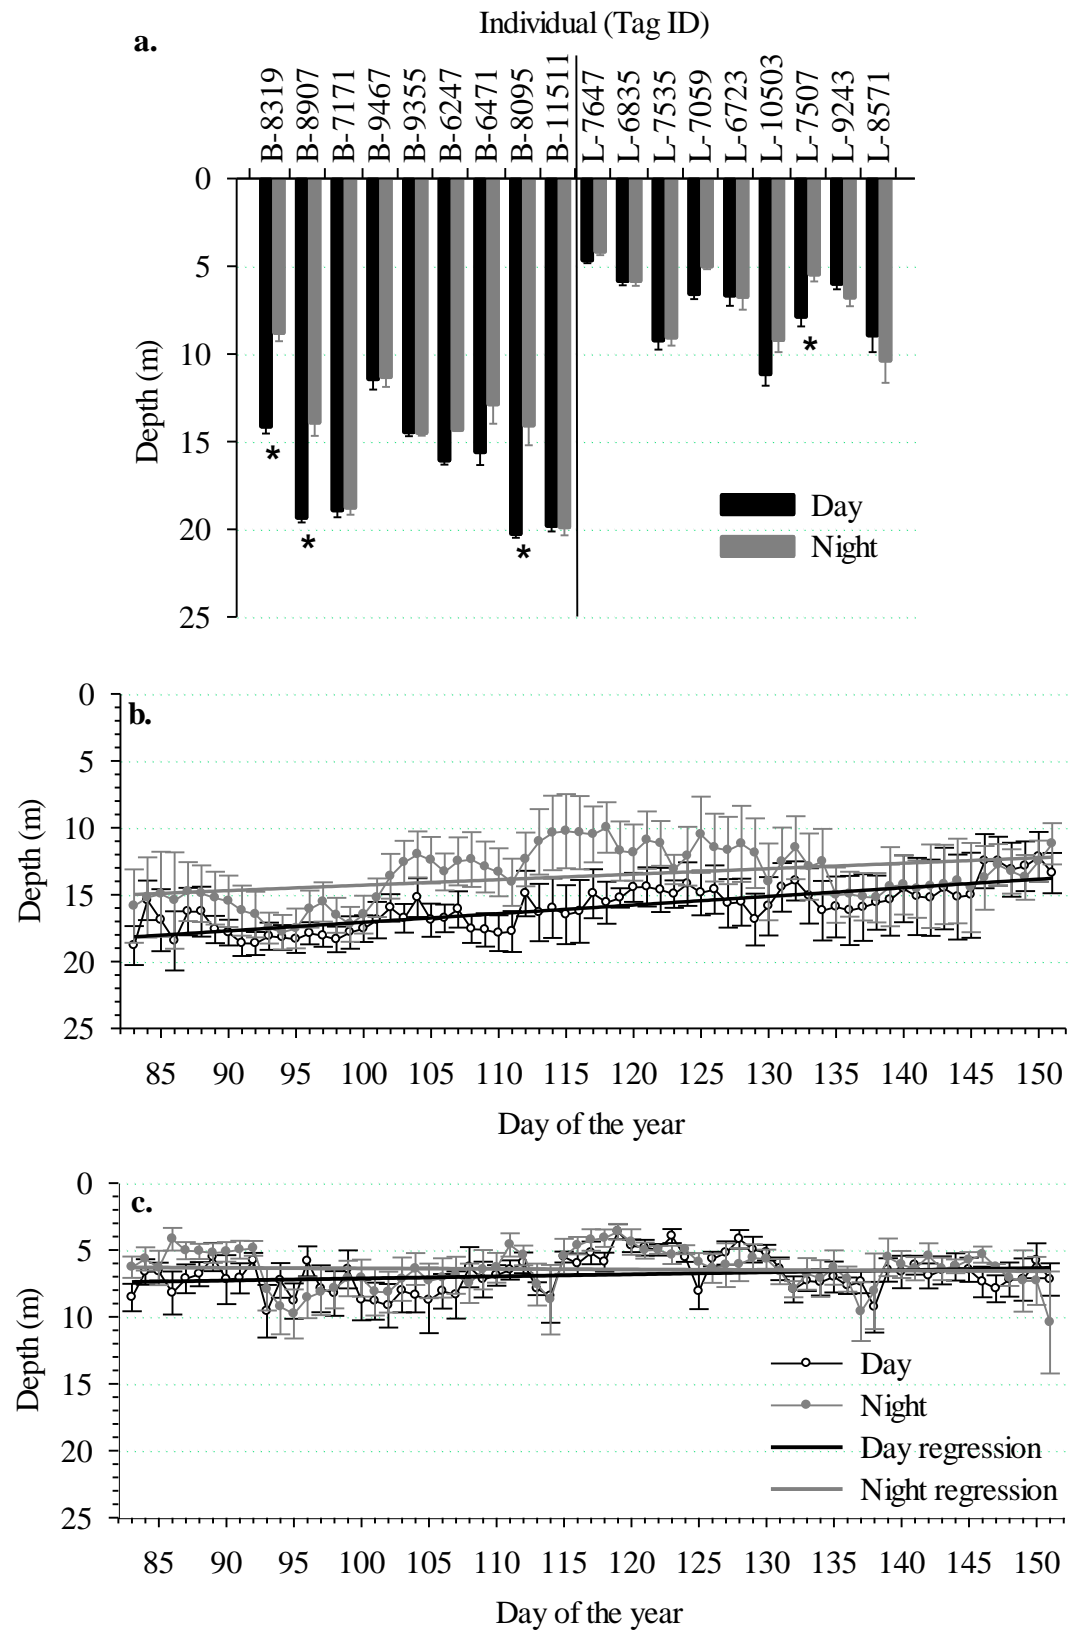 Individual (Tag ID)
a.
B-8319
B-8907
B-7171
B-9467
B-9355
B-6247
B-6471
B-8095
B-11511
L-7647
L-6835
L-7535
L-7059
L-6723
L-10503
L-7507
L-9243
L-8571
0
5
10
15
20
25
Depth (m)
*
*
*
*
Day
Night
b.
0
5
10
15
20
25
Depth (m)
85 90 95 100 105 110 115 120 125 130 135 140 145 150
Day of the year
c.
0
5
10
15
20
25
Depth (m)
Day
Night
Day regression
Night regression
85 90 95 100 105 110 115 120 125 130 135 140 145 150
Day of the year